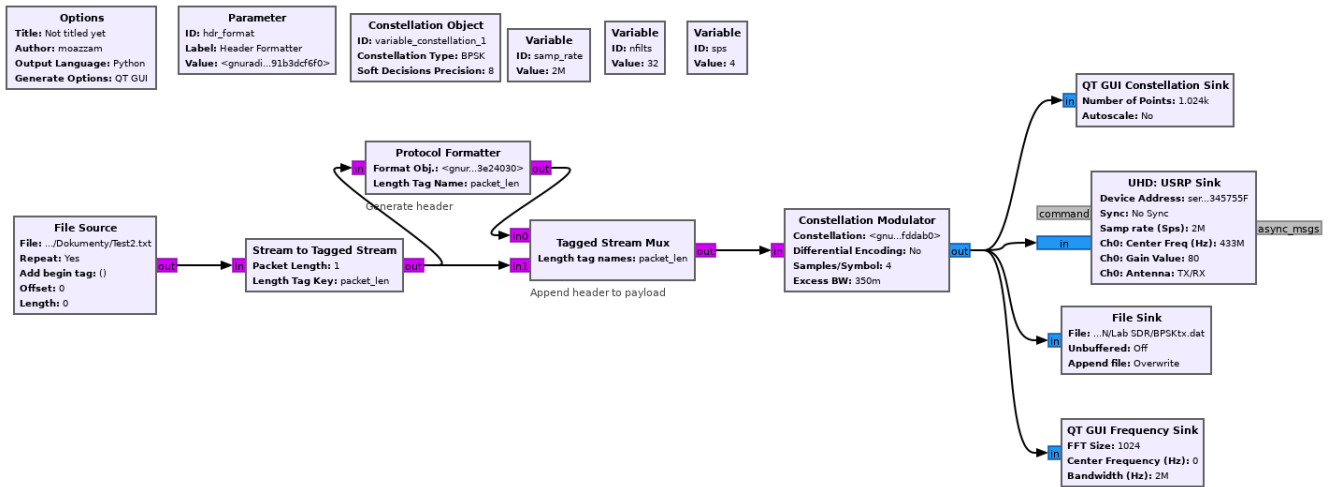 Options
Title: Not titled yet
Author: moazzam
Output Language: Python
Generate Options: QT GUI
Parameter
ID: hdr_format
Label: Header Formatter
Value: <gnuradi...91b3dcf6f0>
Constellation Object
ID: variable_constellation_1
Constellation Type: BPSK
Soft Decisions Precision: 8
Variable
ID: samp_rate
Value: 2M
Variable
ID: nfilts
Value: 32
Variable
ID: sps
Value: 4
File Source
File: .../Dokumenty/Test2.txt
Repeat: Yes
Add begin tag: ()
Offset: 0
Length: 0
out
in
Stream to Tagged Stream
Packet Length: 1
Length Tag Key: packet_len
out
in
Protocol Formatter
Format Obj.: <gnur...3e24030>
Length Tag Name: packet_len
out
Generate header
in0
in1
Tagged Stream Mux
Length tag names: packet_len
out
Append header to payload
in
Constellation Modulator
Constellation: <gnu...fddab0>
Differential Encoding: No
Samples/Symbol: 4
Excess BW: 350m
out
in
QT GUI Constellation Sink
Number of Points: 1.024k
Autoscale: No
command
in
UHD: USRP Sink
Device Address: ser...345755F
Sync: No Sync
Samp rate (Sps): 2M
Ch0: Center Freq (Hz): 433M
Ch0: Gain Value: 80
Ch0: Antenna: TX/RX
async_msgs
in
File Sink
File: ...N/Lab SDR/BPSKtx.dat
Unbuffered: Off
Append file: Overwrite
in
QT GUI Frequency Sink
FFT Size: 1024
Center Frequency (Hz): 0
Bandwidth (Hz): 2M